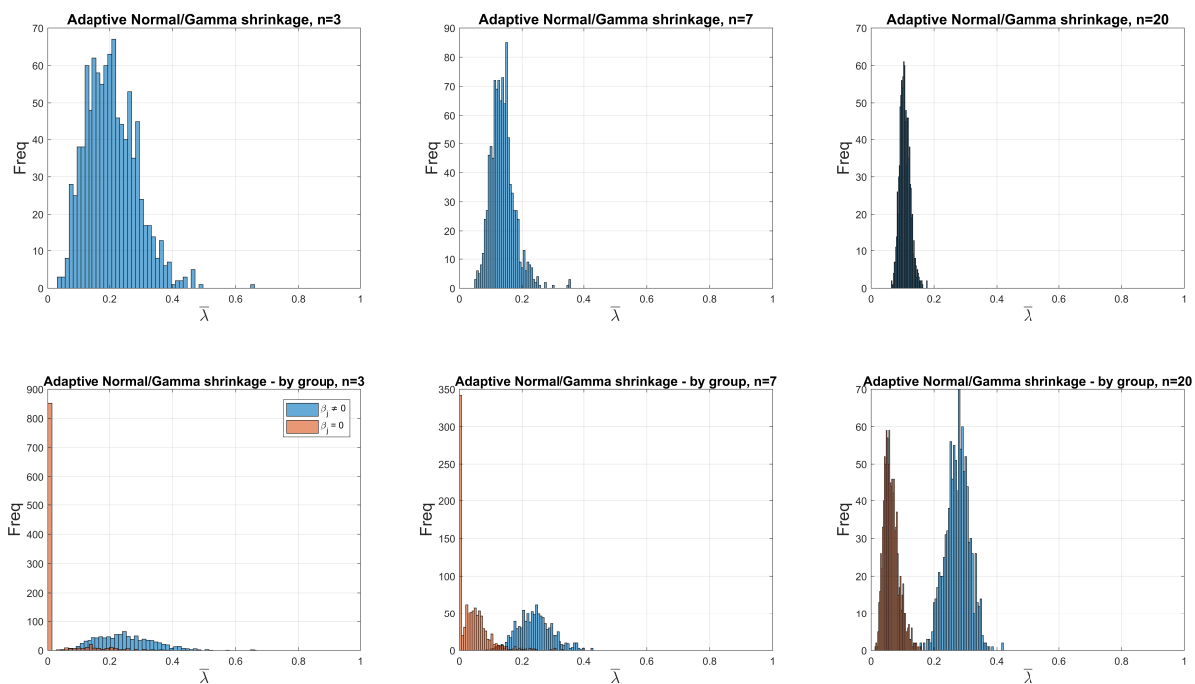 Adaptive Normal/Gamma shrinkage, n=3
70
60
50
40
30
20
10
0
Freq
0 0.2 0.4 0.6 0.8 1
λ̅
Adaptive Normal/Gamma shrinkage, n=7
90
80
70
60
50
40
30
20
10
0
Freq
0 0.2 0.4 0.6 0.8 1
λ̅
Adaptive Normal/Gamma shrinkage, n=20
70
60
50
40
30
20
10
0
Freq
0 0.2 0.4 0.6 0.8 1
λ̅
Adaptive Normal/Gamma shrinkage - by group, n=3
900
800
700
600
500
400
300
200
100
0
Freq
β_j ≠ 0
β_j = 0
0 0.2 0.4 0.6 0.8 1
λ̅
Adaptive Normal/Gamma shrinkage - by group, n=7
350
300
250
200
150
100
50
0
Freq
0 0.2 0.4 0.6 0.8 1
λ̅
Adaptive Normal/Gamma shrinkage - by group, n=20
70
60
50
40
30
20
10
0
Freq
0 0.2 0.4 0.6 0.8 1
λ̅